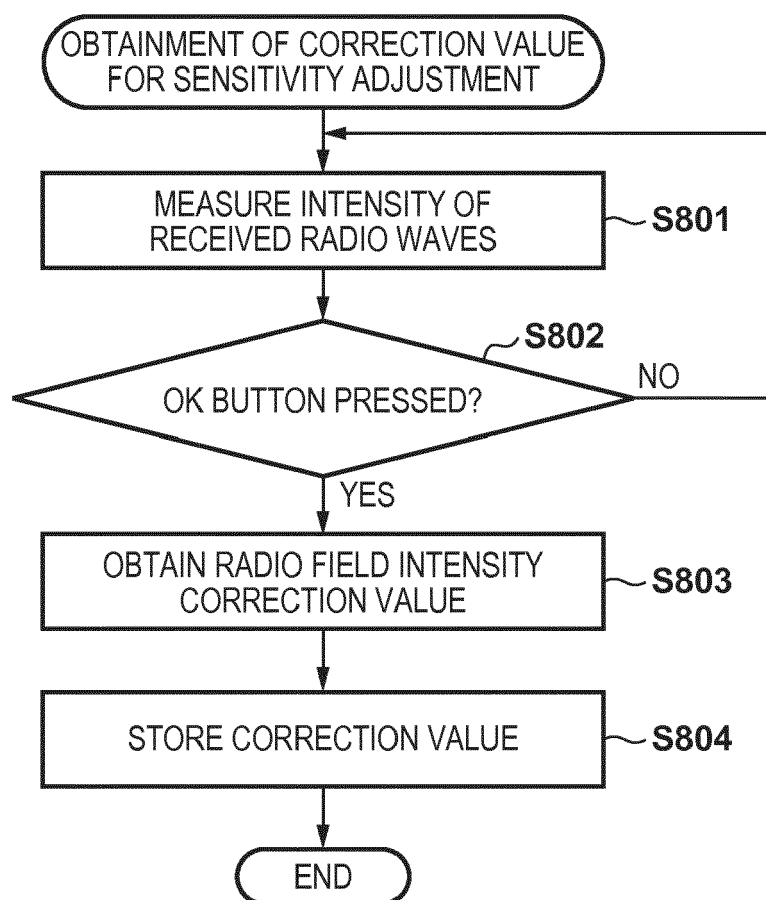 OBTAINMENT OF CORRECTION VALUE
FOR SENSITIVITY ADJUSTMENT
MEASURE INTENSITY OF
RECEIVED RADIO WAVES
S801
S802
OK BUTTON PRESSED?
NO
YES
OBTAIN RADIO FIELD INTENSITY
CORRECTION VALUE
S803
STORE CORRECTION VALUE
S804
END